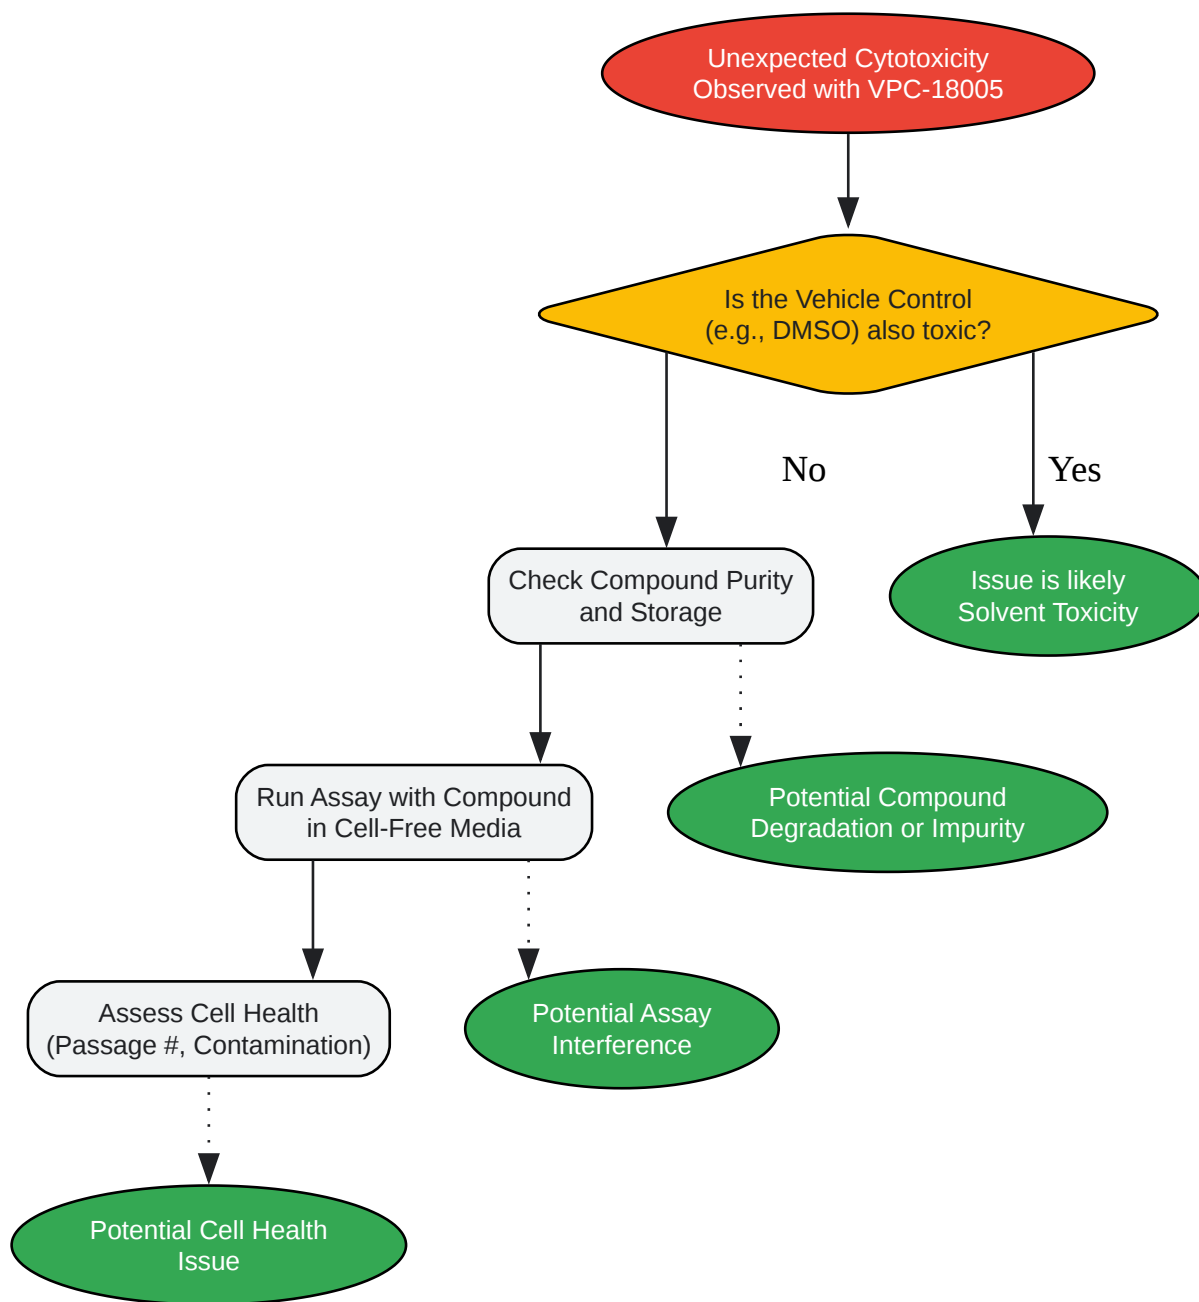 Unexpected Cytotoxicity
Observed with VPC-18005
Is the Vehicle Control
(e.g., DMSO) also toxic?
No
Yes
Check Compound Purity
and Storage
Issue is likely
Solvent Toxicity
Run Assay with Compound
in Cell-Free Media
Potential Compound
Degradation or Impurity
Assess Cell Health
(Passage #, Contamination)
Potential Assay
Interference
Potential Cell Health
Issue